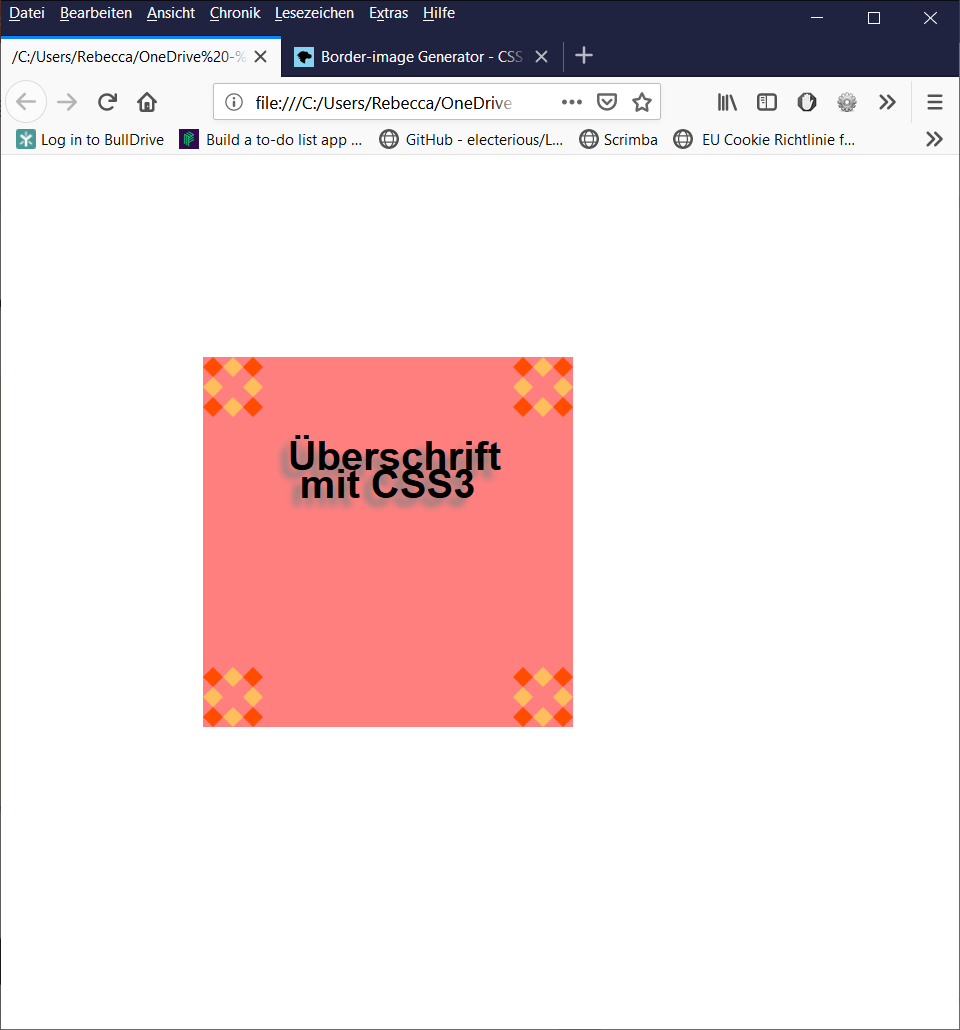 Datei Bearbeiten Ansicht Chronik Lesezeichen Extras Hilfe
/C:/Users/Rebecca/OneDrive%20-% Border-image Generator - CSS
file:///C:/Users/Rebecca/OneDrive
Log in to BullDrive Build a to-do list app ... GitHub - electerious/L... Scrimba EU Cookie Richtlinie f...
Überschrift
mit CSS3